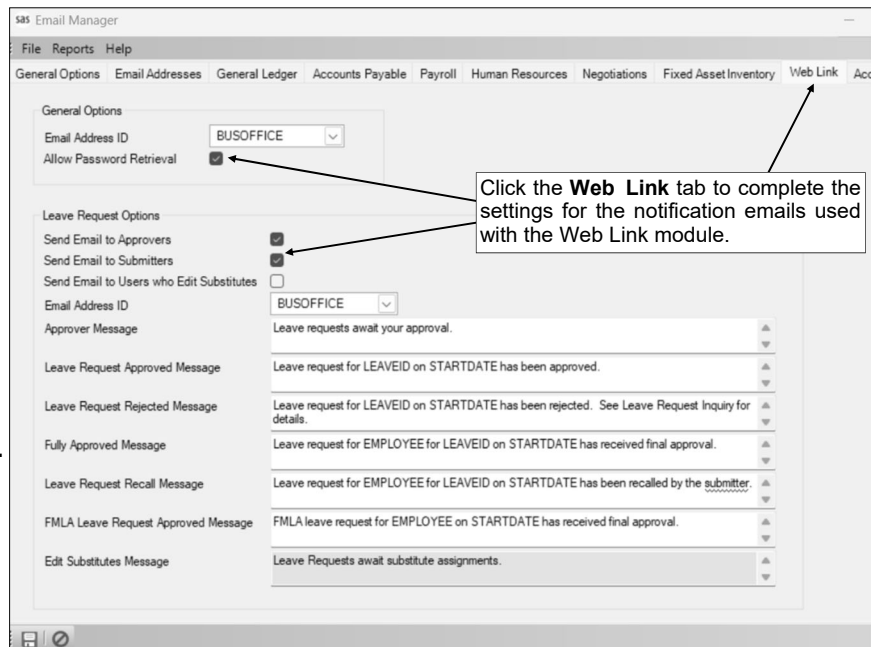 sas Email Manager
File Reports Help
General Options Email Addresses General Ledger Accounts Payable Payroll Human Resources Negotiations Fixed Asset Inventory Web Link
General Options
Email Address ID BUSOFFICE
Allow Password Retrieval
Click the Web Link tab to complete the
settings for the notification emails used
with the Web Link module.
Leave Request Options
Send Email to Approvers
Send Email to Submitters
Send Email to Users who Edit Substitutes
Email Address ID BUSOFFICE
Approver Message Leave requests await your approval.
Leave Request Approved Message Leave request for LEAVEID on STARTDATE has been approved.
Leave Request Rejected Message Leave request for LEAVEID on STARTDATE has been rejected. See Leave Request Inquiry for
details.
Fully Approved Message Leave request for EMPLOYEE for LEAVEID on STARTDATE has received final approval.
Leave Request Recall Message Leave request for EMPLOYEE for LEAVEID on STARTDATE has been recalled by the submitter.
FMLA Leave Request Approved Message FMLA leave request for EMPLOYEE on STARTDATE has received final approval.
Edit Substitutes Message Leave Requests await substitute assignments.